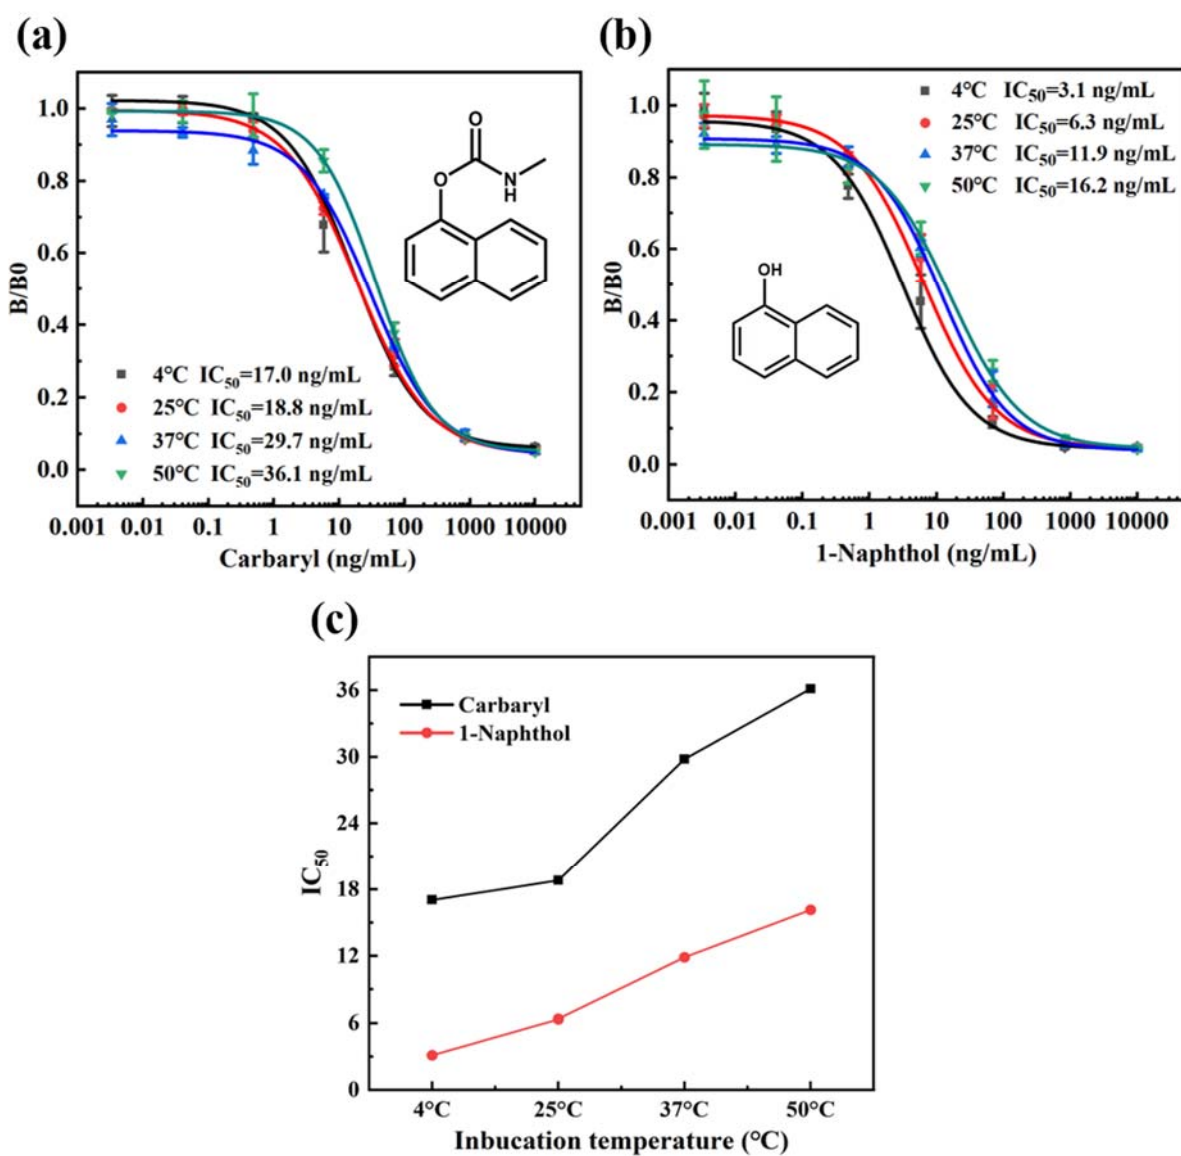 (a)
1.0
0.8
0.6
0.4
0.2
0.0
B/B0
O
O
N
H
4°C IC50=17.0 ng/mL
25°C IC50=18.8 ng/mL
37°C IC50=29.7 ng/mL
50°C IC50=36.1 ng/mL
0.001 0.01 0.1 1 10 100 1000 10000
Carbaryl (ng/mL)
(b)
1.0
0.8
0.6
0.4
0.2
0.0
B/B0
4°C IC50=3.1 ng/mL
25°C IC50=6.3 ng/mL
37°C IC50=11.9 ng/mL
50°C IC50=16.2 ng/mL
OH
0.001 0.01 0.1 1 10 100 1000 10000
1-Naphthol (ng/mL)
(c)
36
30
24
18
12
6
0
IC50
Carbaryl
1-Naphthol
4°C 25°C 37°C 50°C
Inbucation temperature (°C)